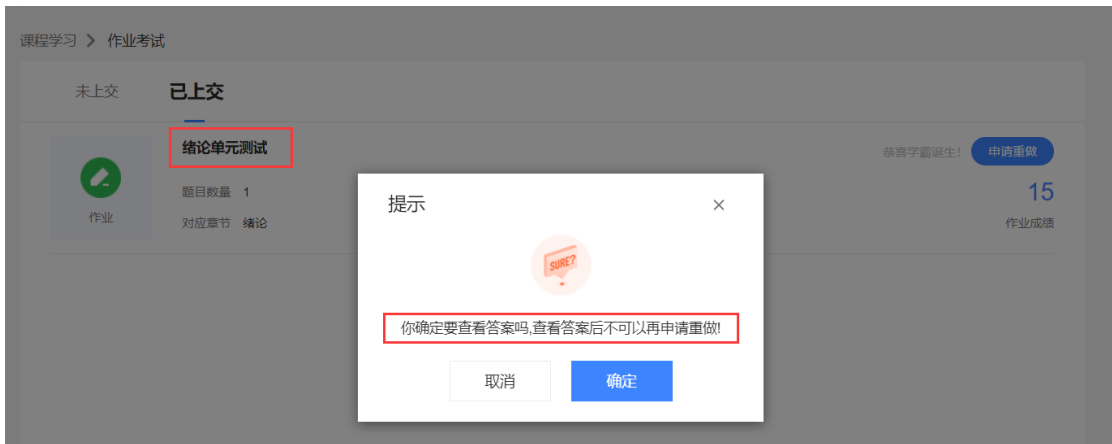 课程学习 > 作业考试
未上交 已上交
绪论单元测试
恭喜学霸诞生! 申请重做
题目数量 1
15
作业
对应章节 绪论
作业成绩
提示 ×
SURE?
你确定要查看答案吗,查看答案后不可以再申请重做!
取消 确定